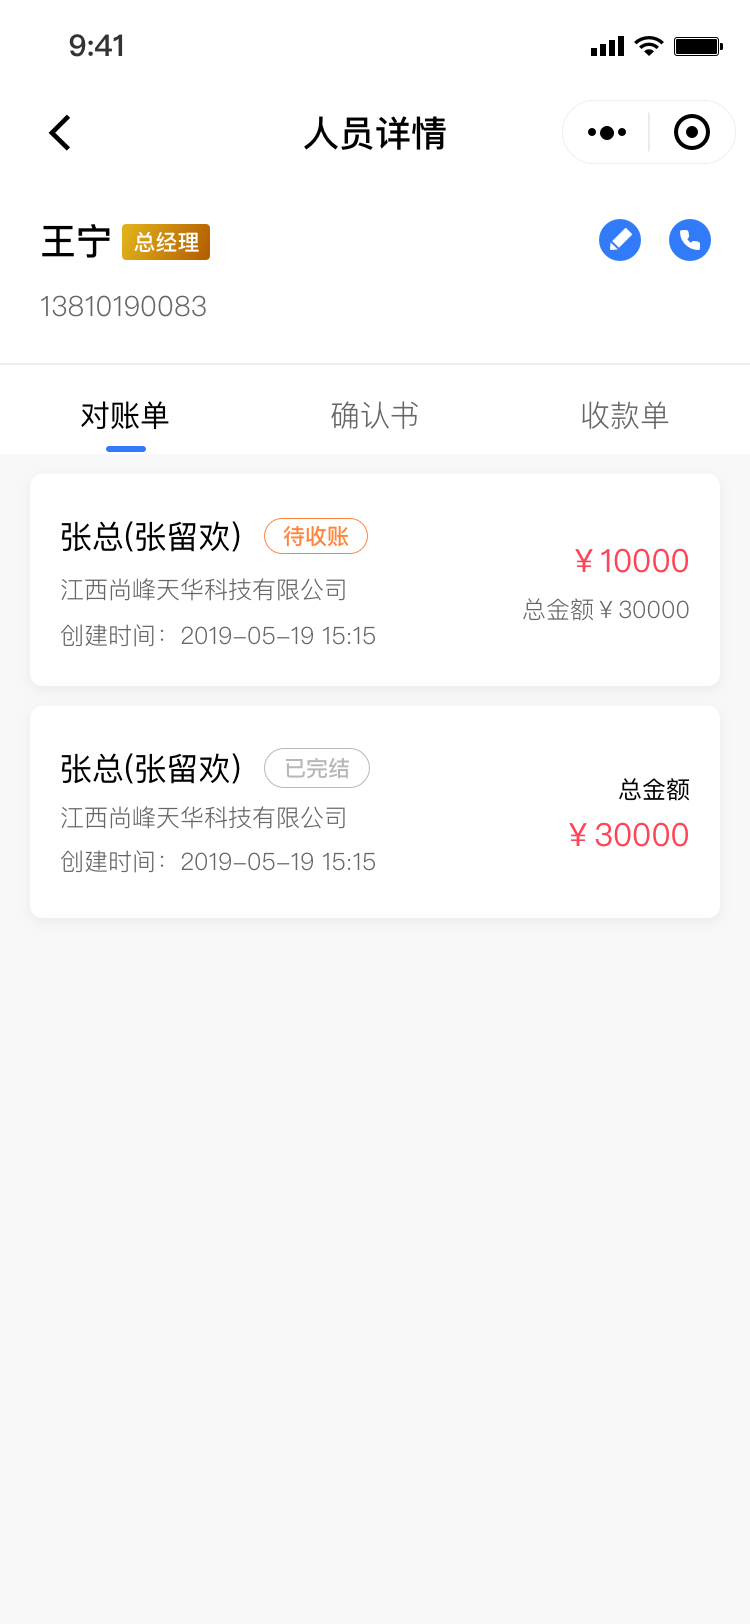 9:41
人员详情
王宁 总经理
13810190083
对账单 确认书 收款单
张总(张留欢) 待收账
¥10000
江西尚峰天华科技有限公司
总金额¥30000
创建时间：2019-05-19 15:15
张总(张留欢) 已完结
总金额
江西尚峰天华科技有限公司
¥30000
创建时间：2019-05-19 15:15